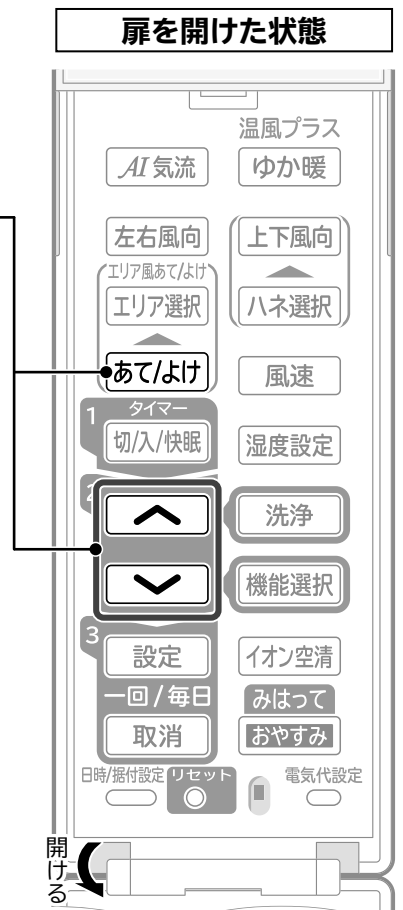 扉を開けた状態
温風プラス
AI 気流
ゆか暖
左右風向
上下風向
エリア風あて/よけ
エリア選択
ハネ選択
あて/よけ
風速
1
タイマー
切/入/快眠
湿度設定
2
洗浄
機能選択
3
設定
イオン空清
一回/毎日
みはって
取消
おやすみ
日時/据付設定
リセット
電気代設定
開ける